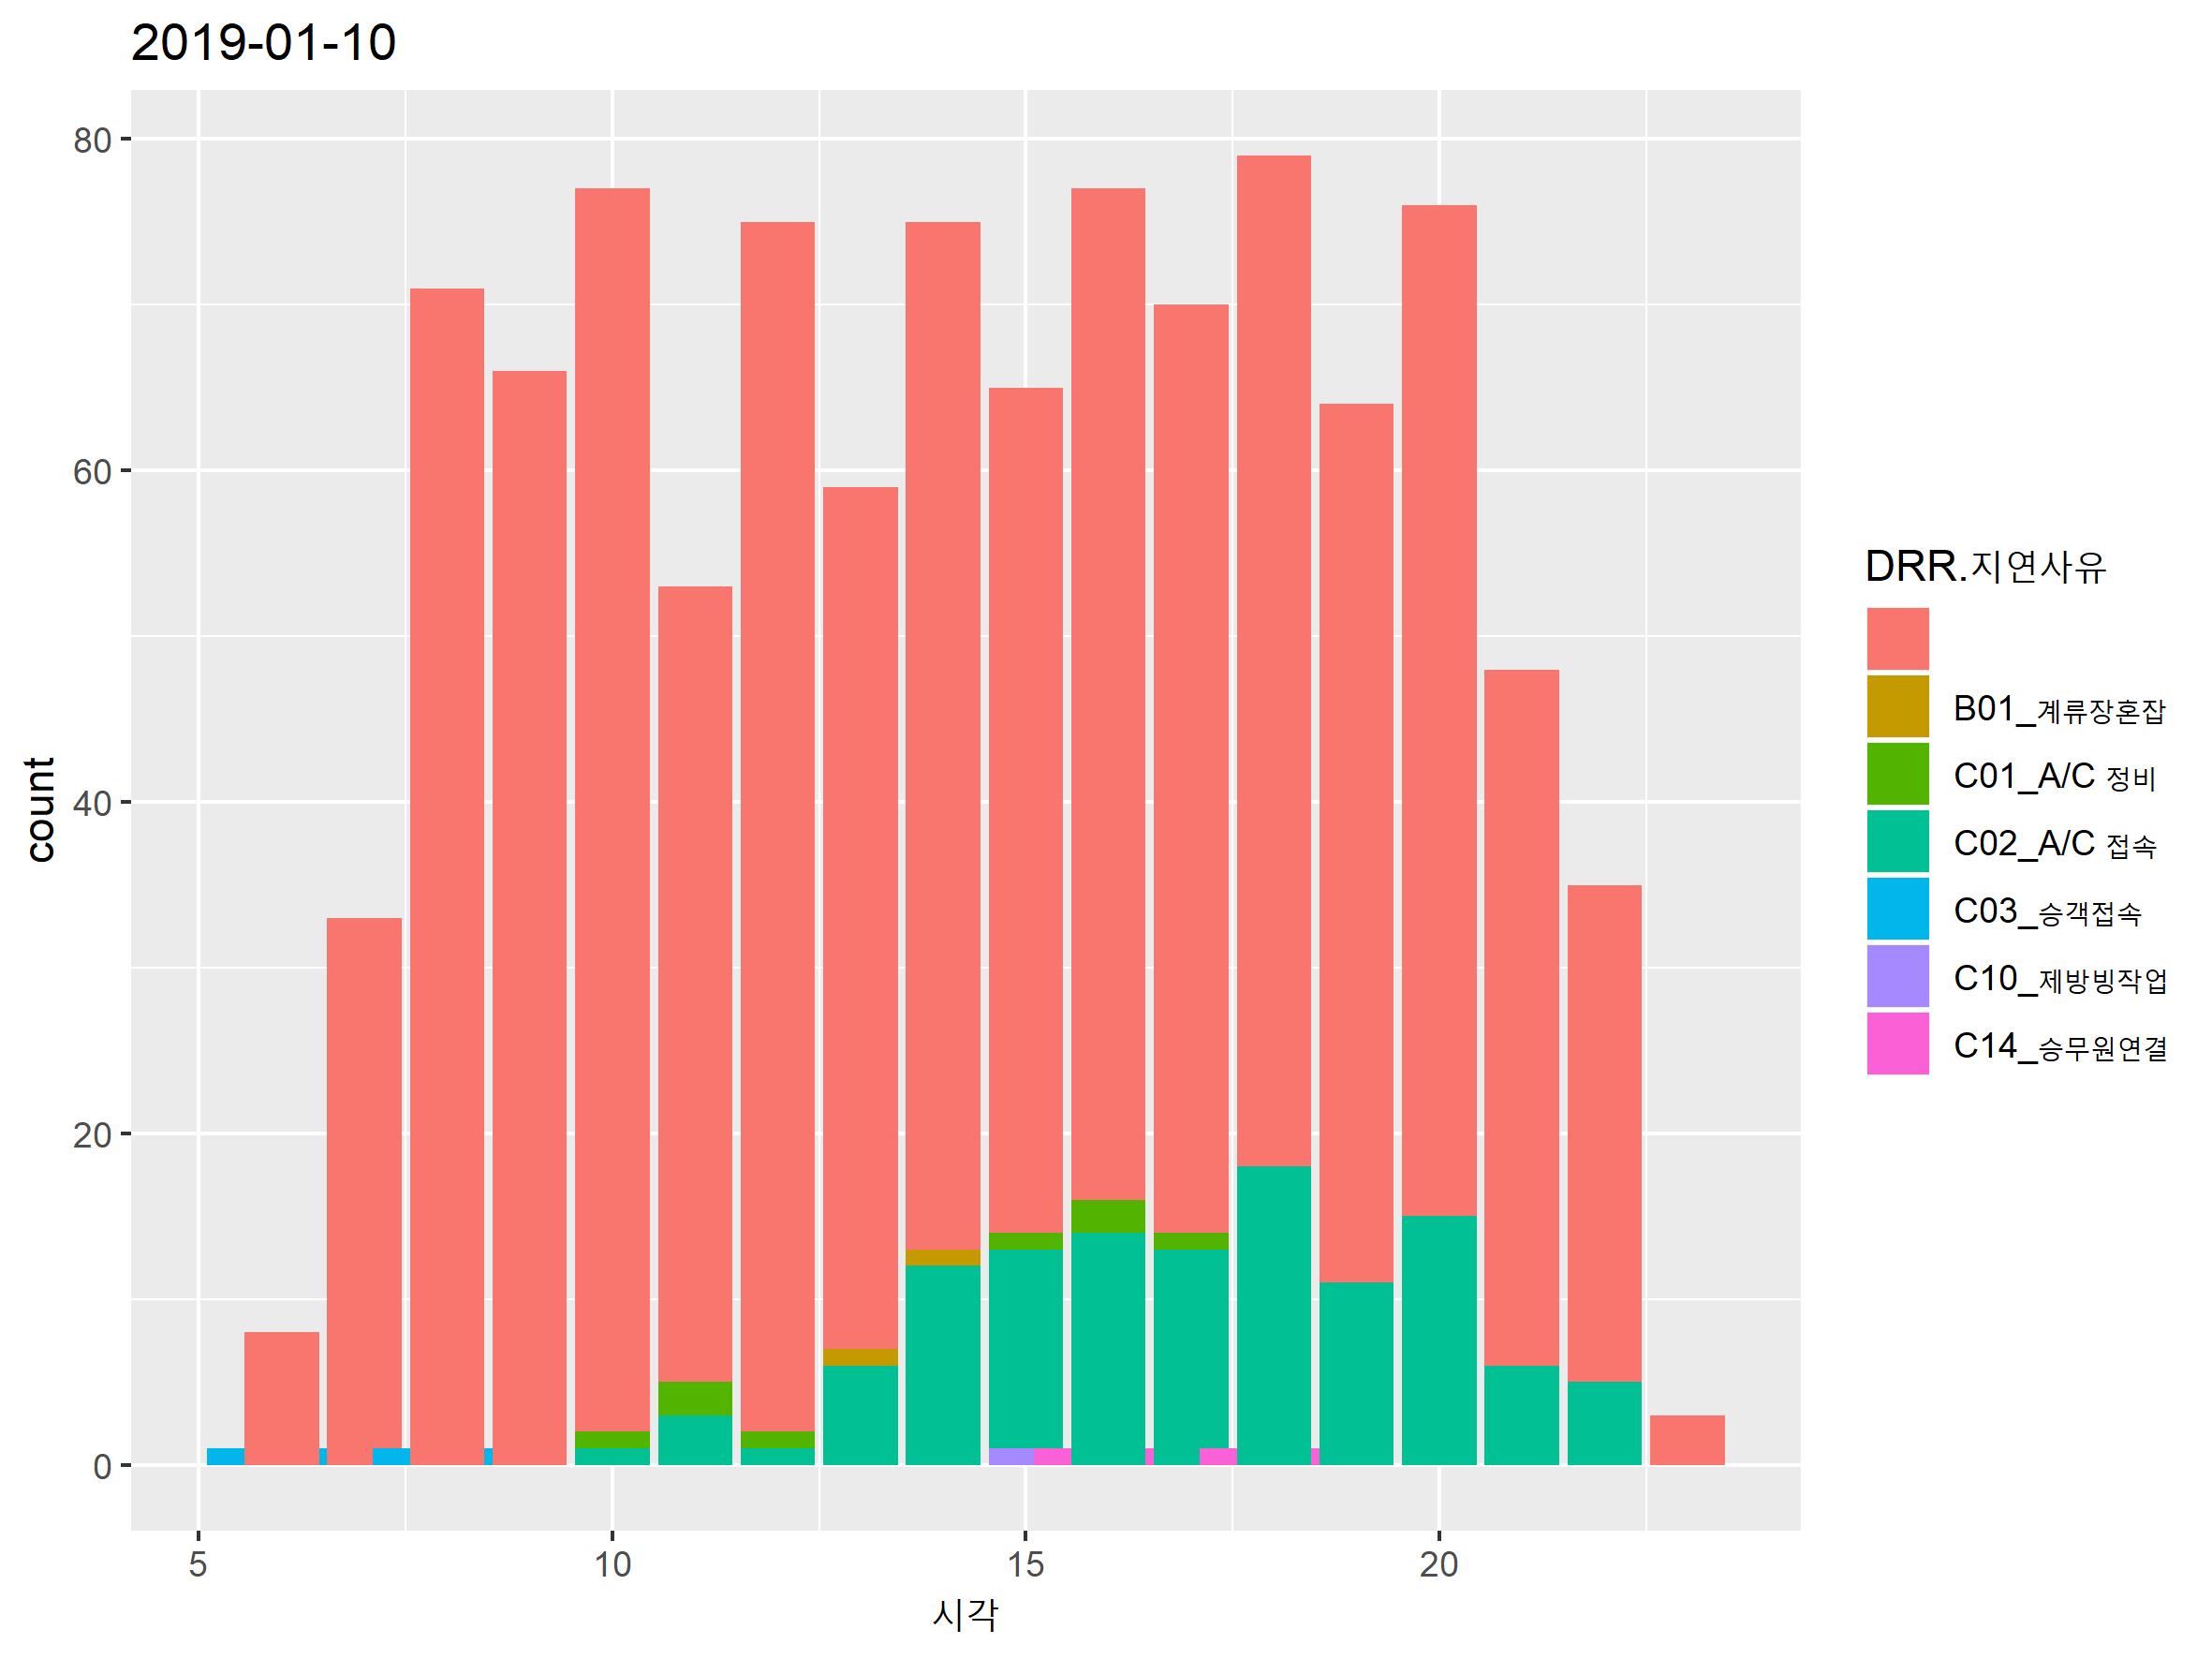 2019-01-10
80
60
40
20
0
count
5 10 15 20
시각
DRR.지연사유
B01_계류장혼잡
C01_A/C 정비
C02_A/C 접속
C03_승객접속
C10_제방빙작업
C14_승무원연결